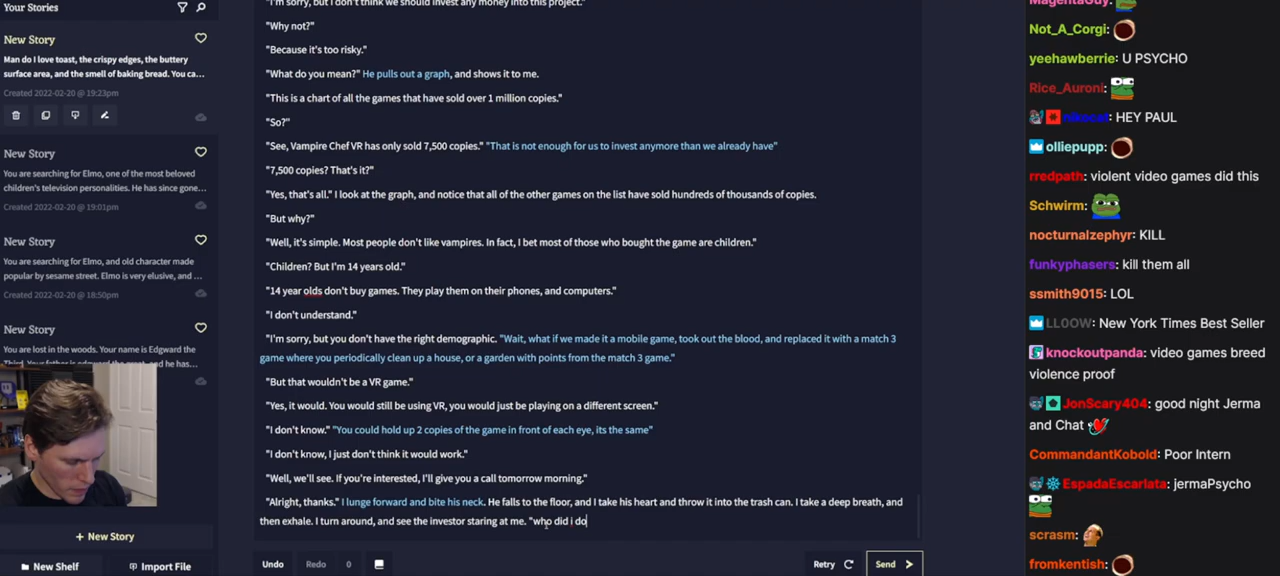 Your Stories
New Story
Man do I love toast, the crispy edges, the buttery
surface area, and the smell of baking bread. You ca...
Created 2022-02-20 @ 19:23pm
New Story
You are searching for Elmo, one of the most beloved
children's television personalities. He has since gone...
Created 2022-02-20 @ 19:01pm
New Story
You are searching for Elmo, and old character made
popular by sesame street. Elmo is very elusive, and ...
Created 2022-02-20 @ 18:50pm
New Story
You are lost in the woods. Your name is Edgward the
+ New Story
New Shelf
Import File
"I'm sorry, but I don't think we should invest any money into this project."
"Why not?"
"Because it's too risky."
"What do you mean?" He pulls out a graph, and shows it to me.
"This is a chart of all the games that have sold over 1 million copies."
"So?"
"See, Vampire Chef VR has only sold 7,500 copies." "That is not enough for us to invest anymore than we already have"
"7,500 copies? That's it?"
"Yes, that's all." I look at the graph, and notice that all of the other games on the list have sold hundreds of thousands of copies.
"But why?"
"Well, it's simple. Most people don't like vampires. In fact, I bet most of those who bought the game are children."
"Children? But I'm 14 years old."
"14 year olds don't buy games. They play them on their phones, and computers."
"I don't understand."
"I'm sorry, but you don't have the right demographic. "Wait, what if we made it a mobile game, took out the blood, and replaced it with a match 3
game where you periodically clean up a house, or a garden with points from the match 3 game."
"But that wouldn't be a VR game."
"Yes, it would. You would still be using VR, you would just be playing on a different screen."
"I don't know." "You could hold up 2 copies of the game in front of each eye, its the same"
"I don't know, I just don't think it would work."
"Well, we'll see. If you're interested, I'll give you a call tomorrow morning."
"Alright, thanks." I lunge forward and bite his neck. He falls to the floor, and I take his heart and throw it into the trash can. I take a deep breath, and
then exhale. I turn around, and see the investor staring at me. "who did i do
Undo
Redo
0
Retry
Send
MagentaGuy:
Not_A_Corgi:
yeehawberrie: U PSYCHO
Rice_Auroni:
nikocat: HEY PAUL
olliepupp:
rredpath: violent video games did this
Schwirm:
nocturnalzephyr: KILL
funkyphasers: kill them all
ssmith9015: LOL
LL0OW: New York Times Best Seller
knockoutpanda: video games breed
violence proof
JonScary404: good night Jerma
and Chat
CommandantKobold: Poor Intern
EspadaEscarlata: jermaPsycho
scrasm:
fromkentish: